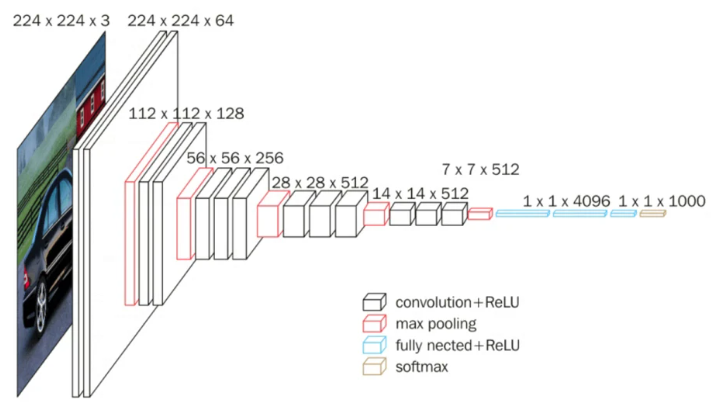 224 x 224 x 3
224 x 224 x 64
112 x 112 x 128
56 x 56 x 256
28 x 28 x 512
14 x 14 x 512
7 x 7 x 512
1 x 1 x 4096
1 x 1 x 1000
convolution+ReLU
max pooling
fully nected+ReLU
softmax